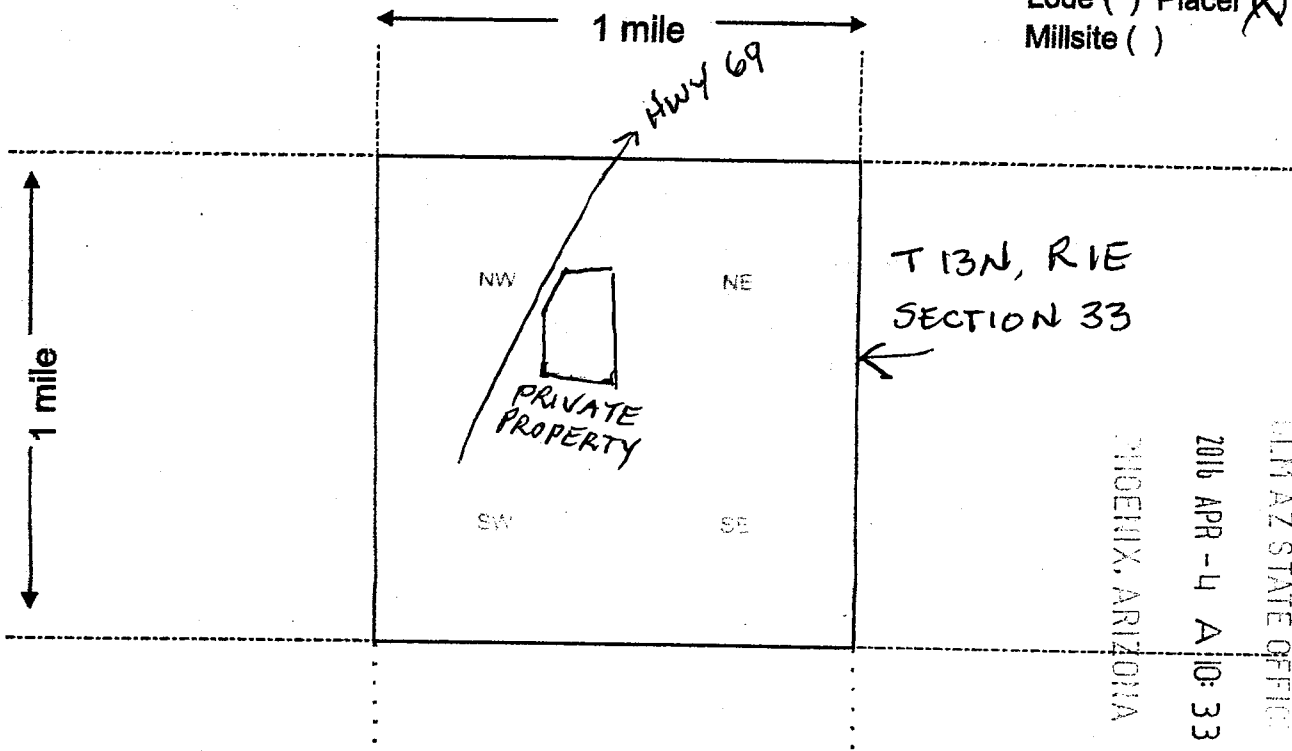 Lode ( ) Placer (X)
Millsite ( )
1 mile
HWY 69
1 mile
NW
NE
T 13N, R1E
SECTION 33
PRIVATE
PROPERTY
SW
SE
AZ STATE OFFIC
2016 APR -4 A 10: 33
PHOENIX, ARIZONA